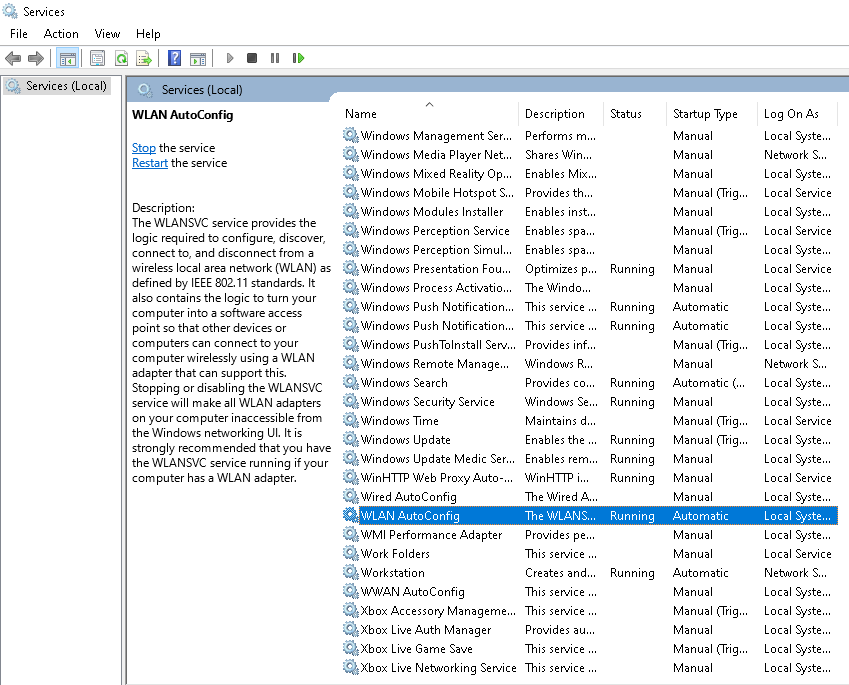 Services
File Action View Help
Services (Local)
Services (Local)
WLAN AutoConfig
Stop the service
Restart the service
Description:
The WLANSVC service provides the
logic required to configure, discover,
connect to, and disconnect from a
wireless local area network (WLAN) as
defined by IEEE 802.11 standards. It
also contains the logic to turn your
computer into a software access
point so that other devices or
computers can connect to your
computer wirelessly using a WLAN
adapter that can support this.
Stopping or disabling the WLANSVC
service will make all WLAN adapters
on your computer inaccessible from
the Windows networking UI. It is
strongly recommended that you have
the WLANSVC service running if your
computer has a WLAN adapter.
Name Description Status Startup Type Log On As
Windows Management Ser... Performs m... Manual Local Syste...
Windows Media Player Net... Shares Win... Manual Network S...
Windows Mixed Reality Op... Enables Mix... Manual Local Syste...
Windows Mobile Hotspot S... Provides th... Manual (Trig... Local Service
Windows Modules Installer Enables inst... Manual Local Syste...
Windows Perception Service Enables spa... Manual (Trig... Local Service
Windows Perception Simul... Enables spa... Manual Local Syste...
Windows Presentation Fou... Optimizes p... Running Manual Local Service
Windows Process Activatio... The Windo... Manual Local Syste...
Windows Push Notification... This service ... Running Automatic Local Syste...
Windows Push Notification... This service ... Running Automatic Local Syste...
Windows PushToInstall Serv... Provides inf... Manual (Trig... Local Syste...
Windows Remote Manage... Windows R... Manual Network S...
Windows Search Provides co... Running Automatic (... Local Syste...
Windows Security Service Windows Se... Running Manual Local Syste...
Windows Time Maintains d... Manual (Trig... Local Service
Windows Update Enables the ... Running Manual (Trig... Local Syste...
Windows Update Medic Ser... Enables rem... Running Manual Local Syste...
WinHTTP Web Proxy Auto-... WinHTTP i... Running Manual Local Service
Wired AutoConfig The Wired A... Manual Local Syste...
WLAN AutoConfig The WLANS... Running Automatic Local Syste...
WMI Performance Adapter Provides pe... Manual Local Syste...
Work Folders This service ... Manual Local Service
Workstation Creates and... Running Automatic Network S...
WWAN AutoConfig This service ... Manual Local Syste...
Xbox Accessory Manageme... This service ... Manual (Trig... Local Syste...
Xbox Live Auth Manager Provides au... Manual Local Syste...
Xbox Live Game Save This service ... Manual (Trig... Local Syste...
Xbox Live Networking Service This service ... Manual Local Syste...